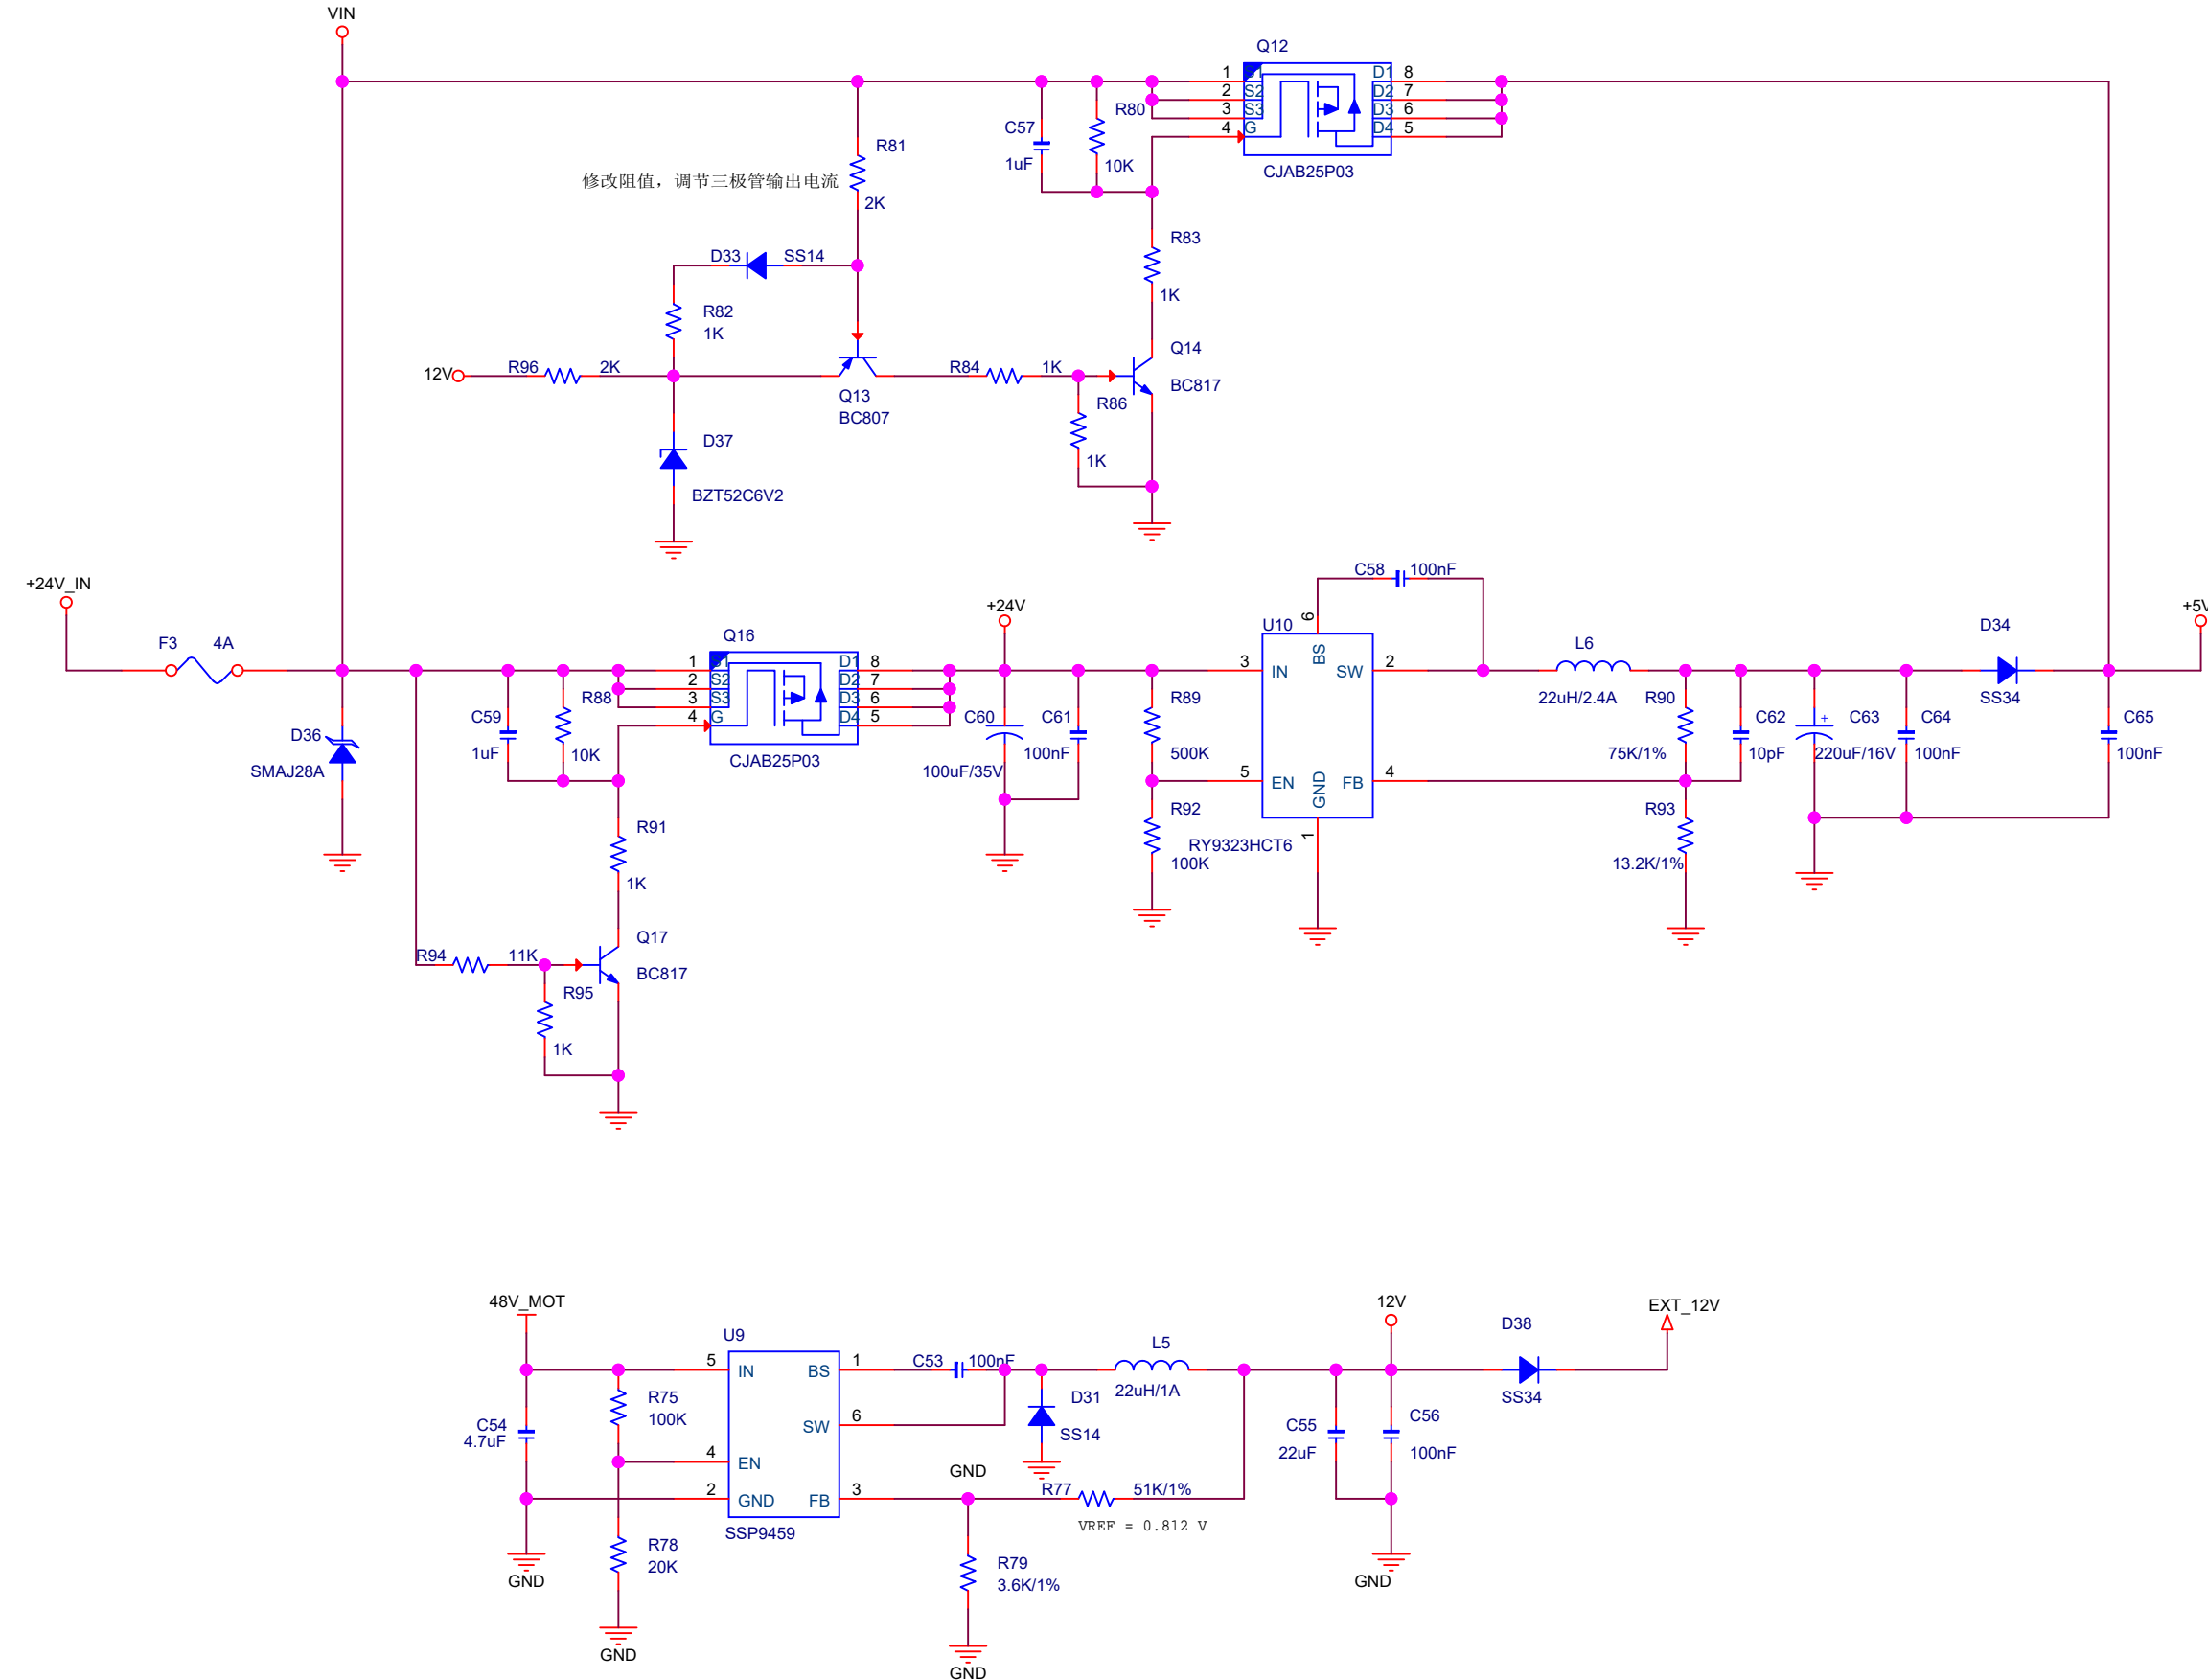 VIN
Q12
1 S1 D1 8
2 S2 D2 7
3 S3 D3 6
4 G D4 5
CJAB25P03
C57
1uF
R80
10K
R81
2K
修改阻值，调节三极管输出电流
D33 SS14
R82
1K
R83
1K
12V R96 2K
Q13
BC807
R84 1K
Q14
BC817
R86
1K
D37
BZT52C6V2
+24V_IN
F3 4A
D36
SMAJ28A
C59
1uF
R88
10K
Q16
1 S1 D1 8
2 S2 D2 7
3 S3 D3 6
4 G D4 5
CJAB25P03
R91
1K
R94 11K
Q17
BC817
R95
1K
+24V
C60
100uF/35V
C61
100nF
R89
500K
R92
100K
C58 100nF
U10
6
BS
3 IN SW 2
5 EN FB 4
GND
1
RY9323HCT6
L6
22uH/2.4A
R90
75K/1%
C62
10pF
R93
13.2K/1%
C63
+
220uF/16V
C64
100nF
D34
SS34
C65
100nF
48V_MOT
C54
4.7uF
GND
R75
100K
R78
20K
GND
U9
5 IN BS 1
SW 6
4 EN
2 GND FB 3
SSP9459
C53 100nF
D31
SS14
L5
22uH/1A
GND
R77 51K/1%
VREF = 0.812 V
R79
3.6K/1%
GND
12V
C55
22uF
C56
100nF
GND
D38
SS34
EXT_12V